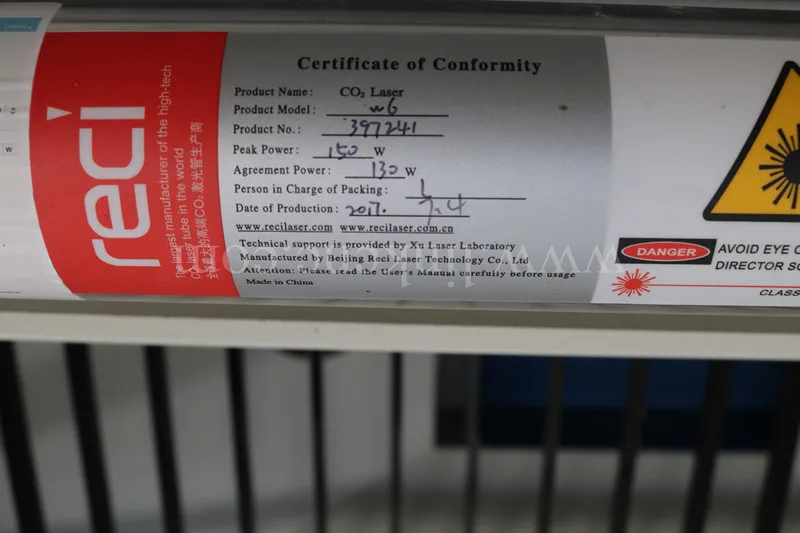 reci
The largest manufacturer of the high-tech
CO₂ laser tube in the world
全球最大的高端CO₂激光管生产商
Certificate of Conformity
Product Name: CO₂ Laser
Product Model: w6
Product No.: 397241
Peak Power: 150 W
Agreement Power: 130 W
Person in Charge of Packing: L
Date of Production: 2017. 7.4
www.recilaser.com www.recilaser.com.cn
Technical support is provided by Xu Laser Laboratory
Manufactured by Beijing Reci Laser Technology Co., Ltd
Attention: Please read the User's Manual carefully before usage
Made in China
DANGER
AVOID EYE
DIRECTOR
CLASS
W